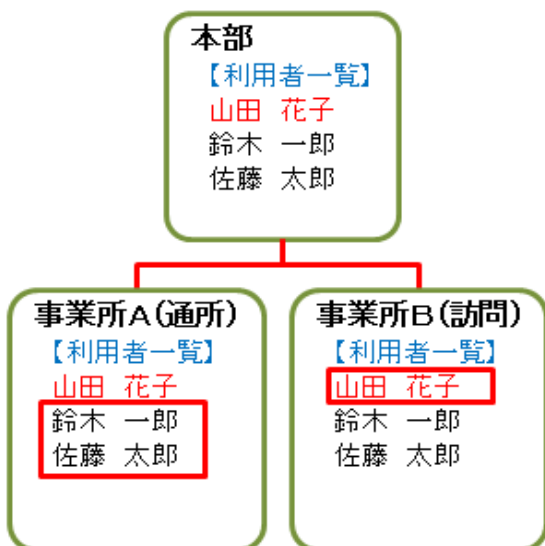 本部
【利用者一覧】
山田 花子
鈴木 一郎
佐藤 太郎
事業所A(通所)
【利用者一覧】
山田 花子
鈴木 一郎
佐藤 太郎
事業所B(訪問)
【利用者一覧】
山田 花子
鈴木 一郎
佐藤 太郎